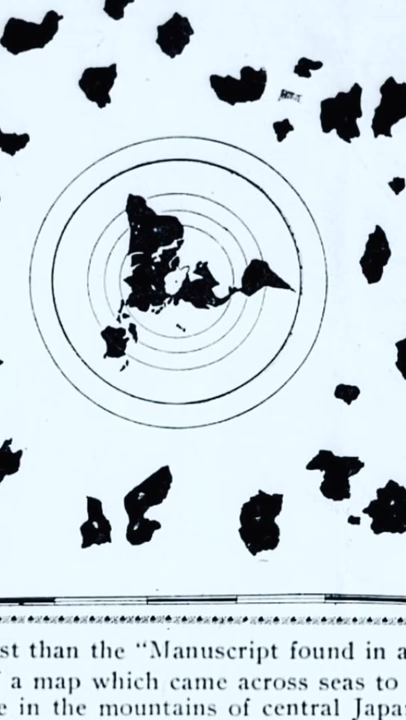 st than the “Manuscript found in a
a map which came across seas to
e in the mountains of central Japa